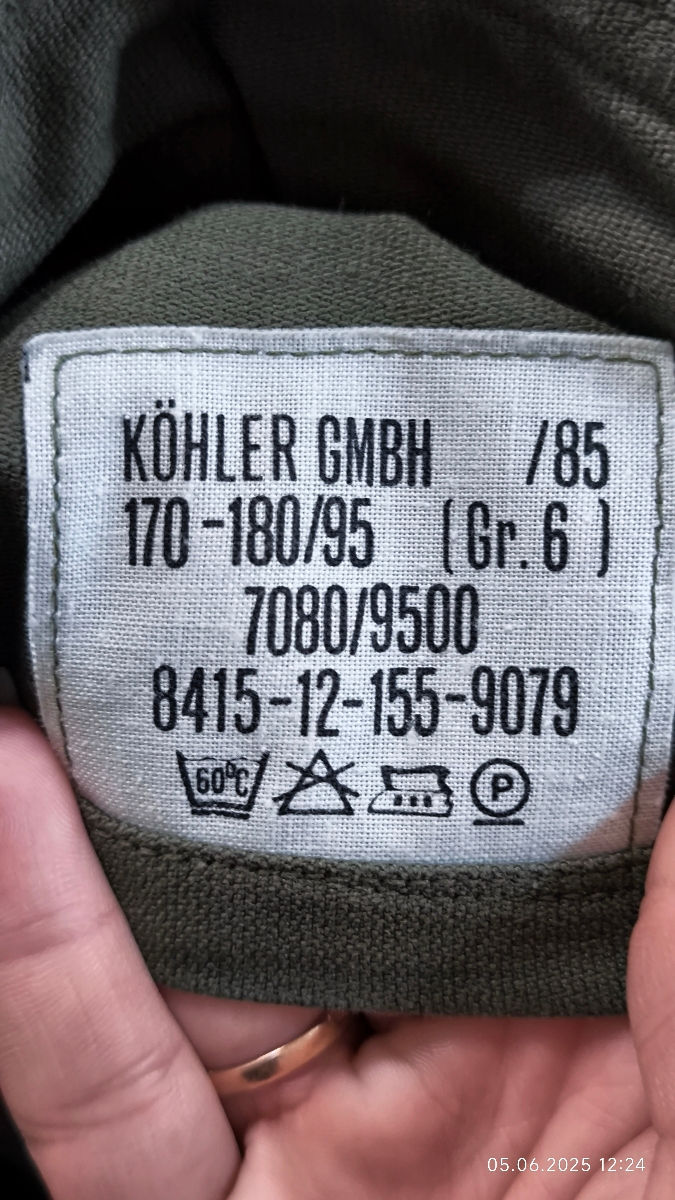 KÖHLER GMBH /85
170-180/95 (Gr.6)
7080/9500
8415-12-155-9079
60°C P
05.06.2025 12:24